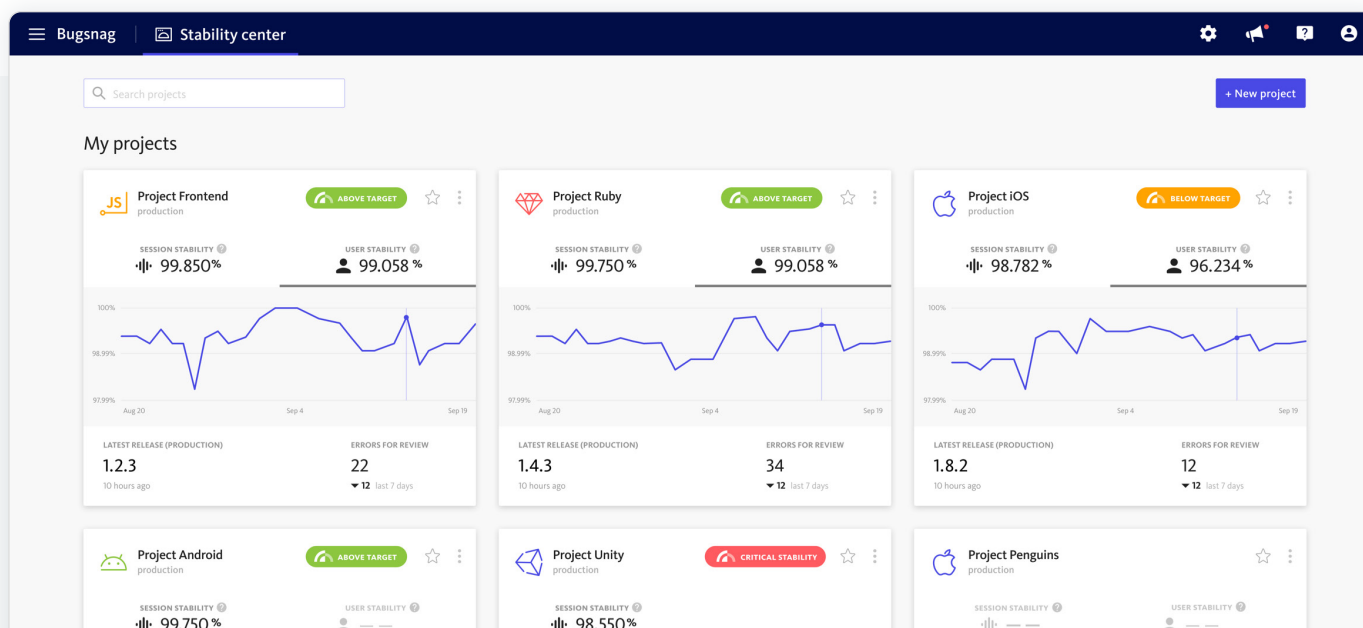 Bugsnag Stability center
Search projects
+ New project
My projects
JS Project Frontend ABOVE TARGET
production
SESSION STABILITY ? USER STABILITY ?
99.850% 99.058 %
100%
98.99%
97.99%
Aug 20 Sep 4 Sep 19
LATEST RELEASE (PRODUCTION) ERRORS FOR REVIEW
1.2.3 22
10 hours ago 12 last 7 days
Project Ruby ABOVE TARGET
production
SESSION STABILITY ? USER STABILITY ?
99.750 % 99.058 %
100%
98.99%
97.99%
Aug 20 Sep 4 Sep 19
LATEST RELEASE (PRODUCTION) ERRORS FOR REVIEW
1.4.3 34
10 hours ago 12 last 7 days
Project iOS BELOW TARGET
production
SESSION STABILITY ? USER STABILITY ?
98.782 % 96.234 %
100%
98.99%
97.99%
Aug 20 Sep 4 Sep 19
LATEST RELEASE (PRODUCTION) ERRORS FOR REVIEW
1.8.2 12
10 hours ago 12 last 7 days
Project Android ABOVE TARGET
production
SESSION STABILITY ? USER STABILITY ?
99.750 % — —
Project Unity CRITICAL STABILITY
production
SESSION STABILITY ?
98.550 %
Project Penguins
production
SESSION STABILITY ? USER STABILITY ?
— — — —